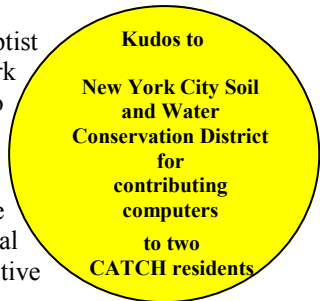 Kudos to
New York City Soil
and Water
Conservation District
for
contributing
computers
to two
CATCH residents